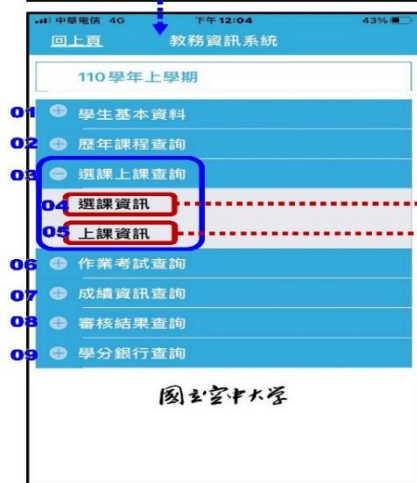 中華電信 4G 下午12:04 43%
回上頁 教務資訊系統
110學年上學期
01 學生基本資料
02 歷年課程查詢
03 選課上課查詢
04 選課資訊
05 上課資訊
06 作業考試查詢
07 成績資訊查詢
08 審核結果查詢
09 學分銀行查詢
國立空中大学